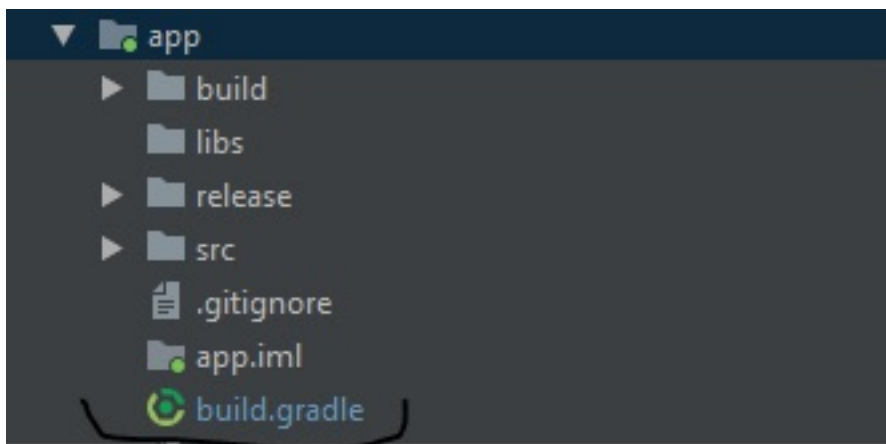 app
build
libs
release
src
.gitignore
app.iml
build.gradle